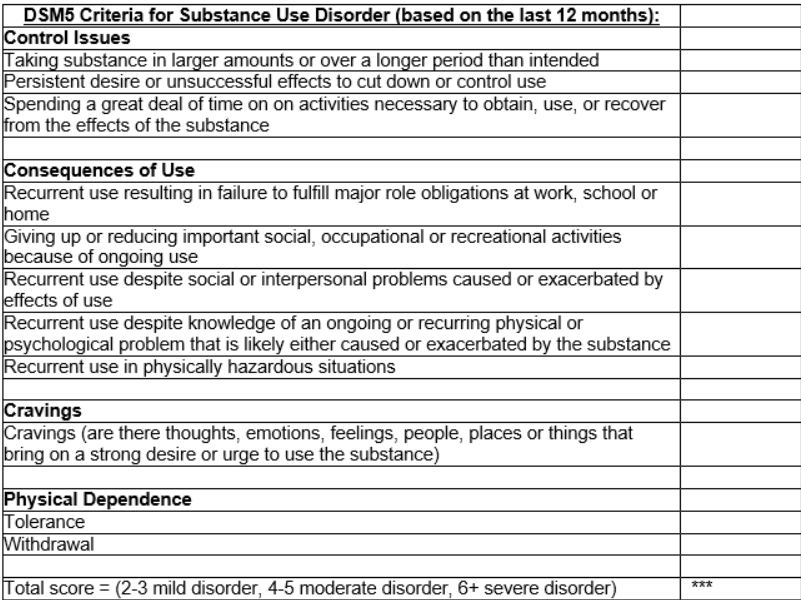 DSM5 Criteria for Substance Use Disorder (based on the last 12 months):
Control Issues
Taking substance in larger amounts or over a longer period than intended
Persistent desire or unsuccessful effects to cut down or control use
Spending a great deal of time on on activities necessary to obtain, use, or recover
from the effects of the substance
Consequences of Use
Recurrent use resulting in failure to fulfill major role obligations at work, school or
home
Giving up or reducing important social, occupational or recreational activities
because of ongoing use
Recurrent use despite social or interpersonal problems caused or exacerbated by
effects of use
Recurrent use despite knowledge of an ongoing or recurring physical or
psychological problem that is likely either caused or exacerbated by the substance
Recurrent use in physically hazardous situations
Cravings
Cravings (are there thoughts, emotions, feelings, people, places or things that
bring on a strong desire or urge to use the substance)
Physical Dependence
Tolerance
Withdrawal
Total score = (2-3 mild disorder, 4-5 moderate disorder, 6+ severe disorder) ***